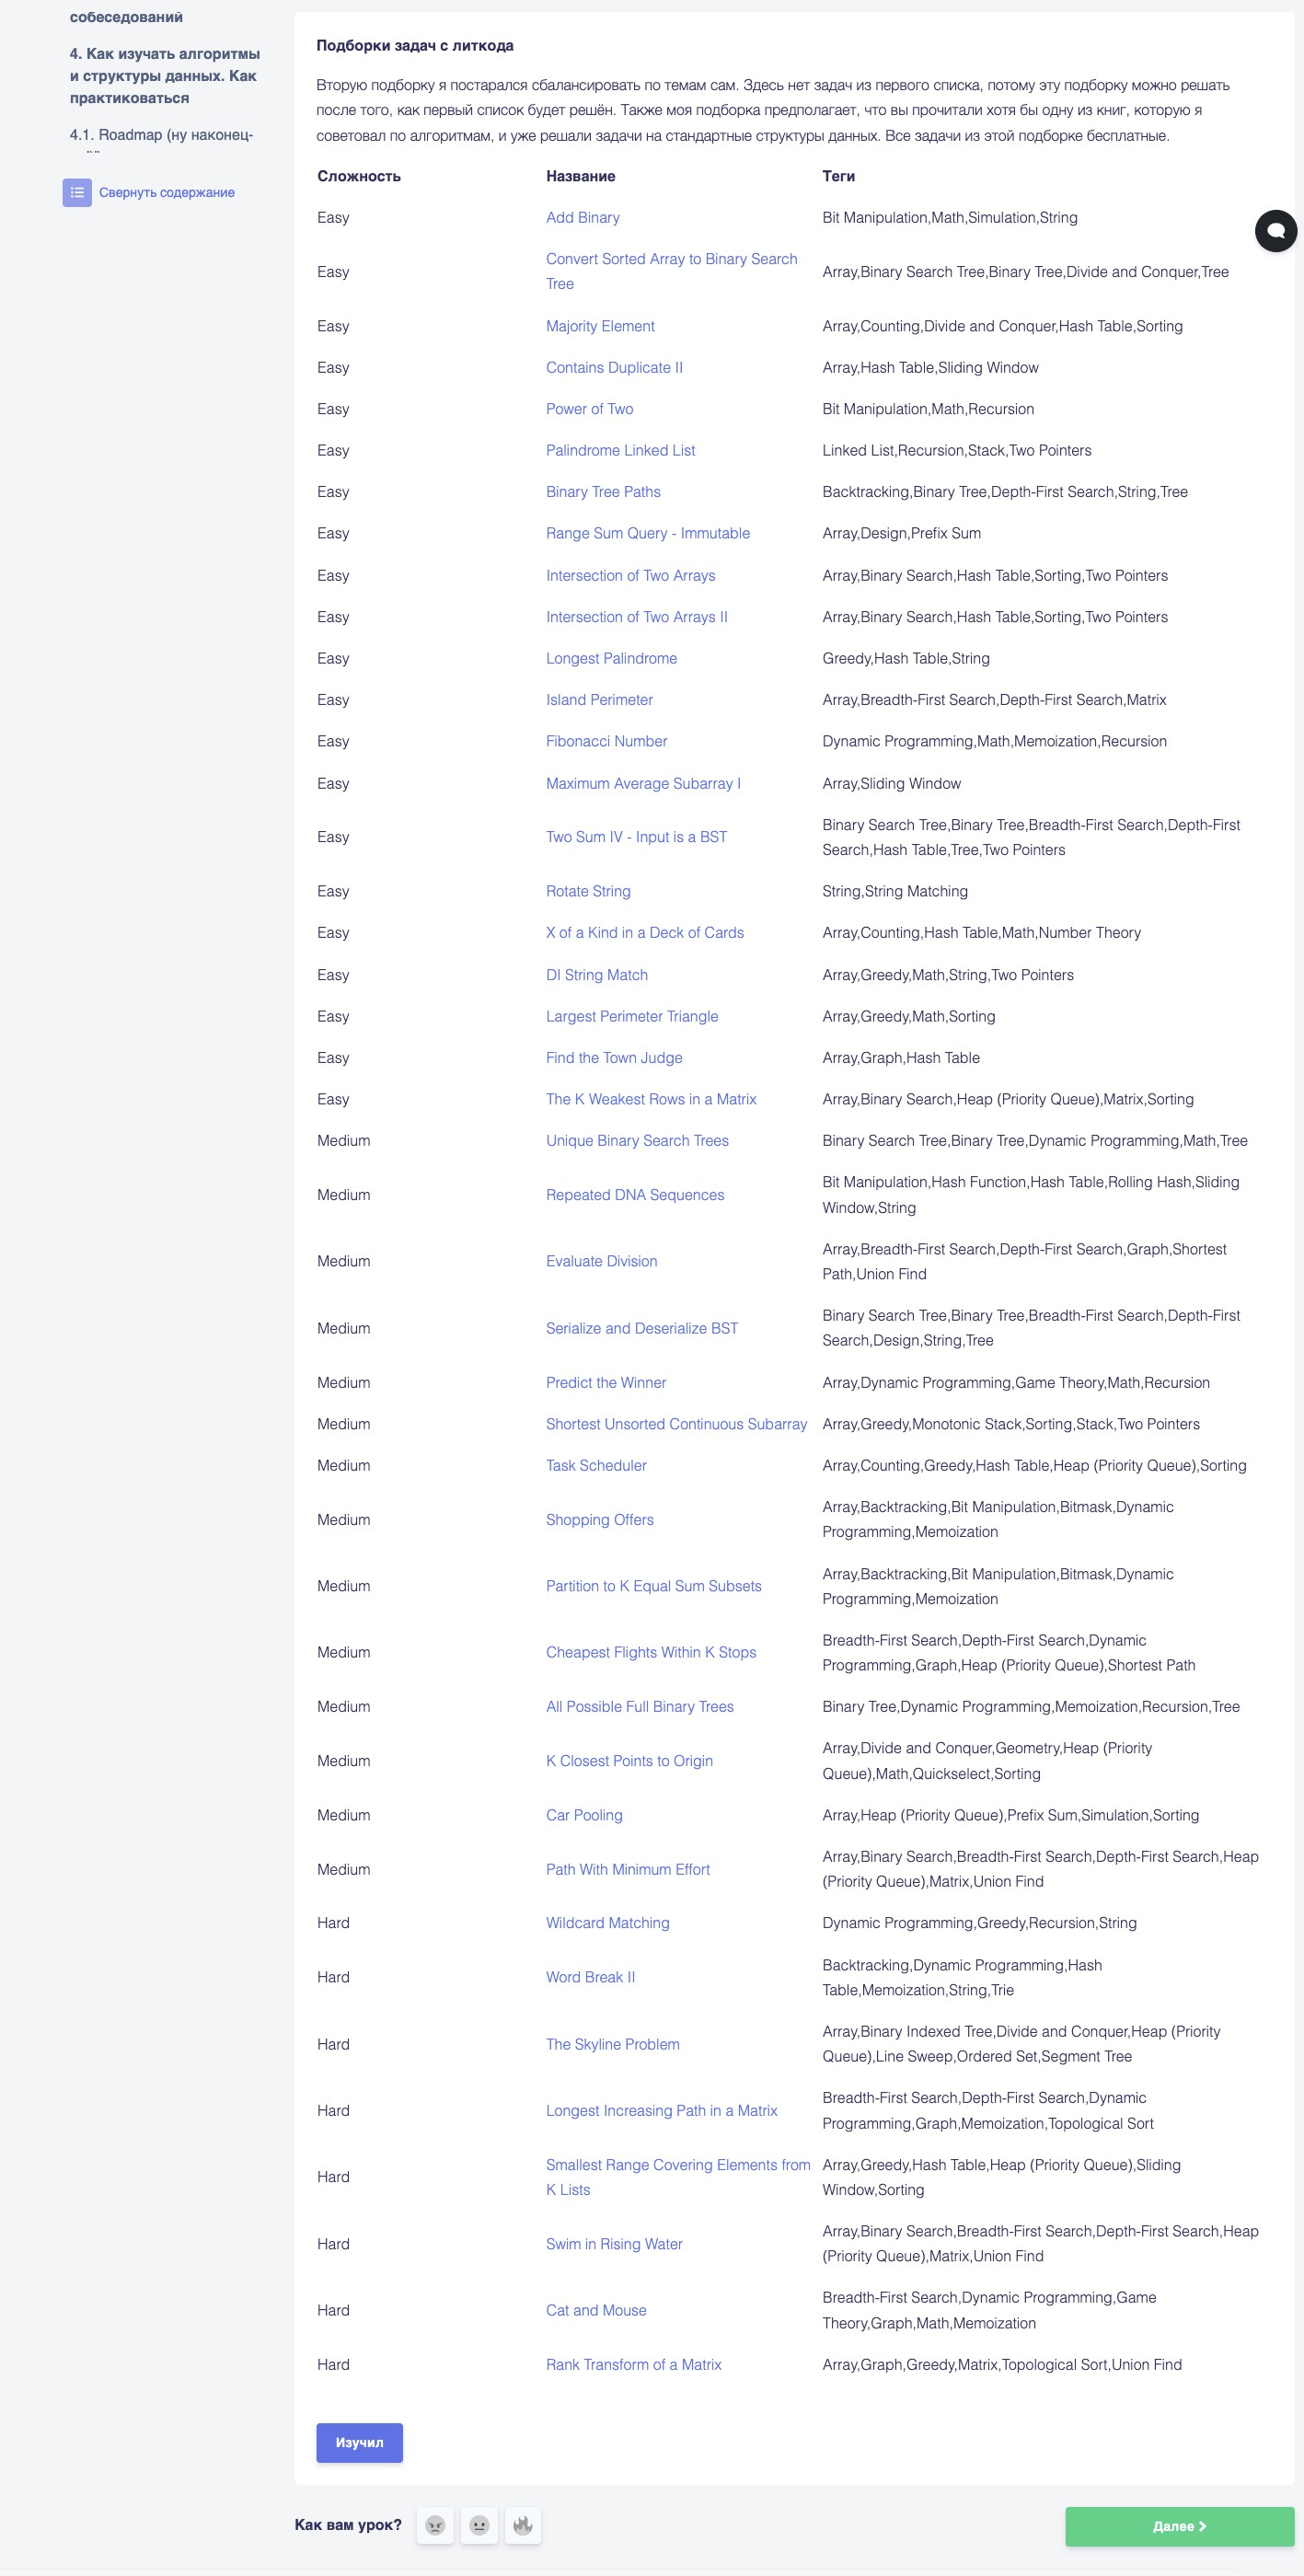 собеседований
4. Как изучать алгоритмы
и структуры данных. Как
практиковаться
4.1. Roadmap (ну наконец-
Свернуть содержание
Подборки задач с литкода
Вторую подборку я постарался сбалансировать по темам сам. Здесь нет задач из первого списка, потому эту подборку можно решать
после того, как первый список будет решён. Также моя подборка предполагает, что вы прочитали хотя бы одну из книг, которую я
советовал по алгоритмам, и уже решали задачи на стандартные структуры данных. Все задачи из этой подборке бесплатные.
Сложность Название Теги
Easy Add Binary Bit Manipulation,Math,Simulation,String
Easy Convert Sorted Array to Binary Search
Tree Array,Binary Search Tree,Binary Tree,Divide and Conquer,Tree
Easy Majority Element Array,Counting,Divide and Conquer,Hash Table,Sorting
Easy Contains Duplicate II Array,Hash Table,Sliding Window
Easy Power of Two Bit Manipulation,Math,Recursion
Easy Palindrome Linked List Linked List,Recursion,Stack,Two Pointers
Easy Binary Tree Paths Backtracking,Binary Tree,Depth-First Search,String,Tree
Easy Range Sum Query - Immutable Array,Design,Prefix Sum
Easy Intersection of Two Arrays Array,Binary Search,Hash Table,Sorting,Two Pointers
Easy Intersection of Two Arrays II Array,Binary Search,Hash Table,Sorting,Two Pointers
Easy Longest Palindrome Greedy,Hash Table,String
Easy Island Perimeter Array,Breadth-First Search,Depth-First Search,Matrix
Easy Fibonacci Number Dynamic Programming,Math,Memoization,Recursion
Easy Maximum Average Subarray I Array,Sliding Window
Easy Two Sum IV - Input is a BST Binary Search Tree,Binary Tree,Breadth-First Search,Depth-First
Search,Hash Table,Tree,Two Pointers
Easy Rotate String String,String Matching
Easy X of a Kind in a Deck of Cards Array,Counting,Hash Table,Math,Number Theory
Easy DI String Match Array,Greedy,Math,String,Two Pointers
Easy Largest Perimeter Triangle Array,Greedy,Math,Sorting
Easy Find the Town Judge Array,Graph,Hash Table
Easy The K Weakest Rows in a Matrix Array,Binary Search,Heap (Priority Queue),Matrix,Sorting
Medium Unique Binary Search Trees Binary Search Tree,Binary Tree,Dynamic Programming,Math,Tree
Medium Repeated DNA Sequences Bit Manipulation,Hash Function,Hash Table,Rolling Hash,Sliding
Window,String
Medium Evaluate Division Array,Breadth-First Search,Depth-First Search,Graph,Shortest
Path,Union Find
Medium Serialize and Deserialize BST Binary Search Tree,Binary Tree,Breadth-First Search,Depth-First
Search,Design,String,Tree
Medium Predict the Winner Array,Dynamic Programming,Game Theory,Math,Recursion
Medium Shortest Unsorted Continuous Subarray Array,Greedy,Monotonic Stack,Sorting,Stack,Two Pointers
Medium Task Scheduler Array,Counting,Greedy,Hash Table,Heap (Priority Queue),Sorting
Medium Shopping Offers Array,Backtracking,Bit Manipulation,Bitmask,Dynamic
Programming,Memoization
Medium Partition to K Equal Sum Subsets Array,Backtracking,Bit Manipulation,Bitmask,Dynamic
Programming,Memoization
Medium Cheapest Flights Within K Stops Breadth-First Search,Depth-First Search,Dynamic
Programming,Graph,Heap (Priority Queue),Shortest Path
Medium All Possible Full Binary Trees Binary Tree,Dynamic Programming,Memoization,Recursion,Tree
Medium K Closest Points to Origin Array,Divide and Conquer,Geometry,Heap (Priority
Queue),Math,Quickselect,Sorting
Medium Car Pooling Array,Heap (Priority Queue),Prefix Sum,Simulation,Sorting
Medium Path With Minimum Effort Array,Binary Search,Breadth-First Search,Depth-First Search,Heap
(Priority Queue),Matrix,Union Find
Hard Wildcard Matching Dynamic Programming,Greedy,Recursion,String
Hard Word Break II Backtracking,Dynamic Programming,Hash
Table,Memoization,String,Trie
Hard The Skyline Problem Array,Binary Indexed Tree,Divide and Conquer,Heap (Priority
Queue),Line Sweep,Ordered Set,Segment Tree
Hard Longest Increasing Path in a Matrix Breadth-First Search,Depth-First Search,Dynamic
Programming,Graph,Memoization,Topological Sort
Hard Smallest Range Covering Elements from
K Lists Array,Greedy,Hash Table,Heap (Priority Queue),Sliding
Window,Sorting
Hard Swim in Rising Water Array,Binary Search,Breadth-First Search,Depth-First Search,Heap
(Priority Queue),Matrix,Union Find
Hard Cat and Mouse Breadth-First Search,Dynamic Programming,Game
Theory,Graph,Math,Memoization
Hard Rank Transform of a Matrix Array,Graph,Greedy,Matrix,Topological Sort,Union Find
Изучил
Как вам урок?
Далее